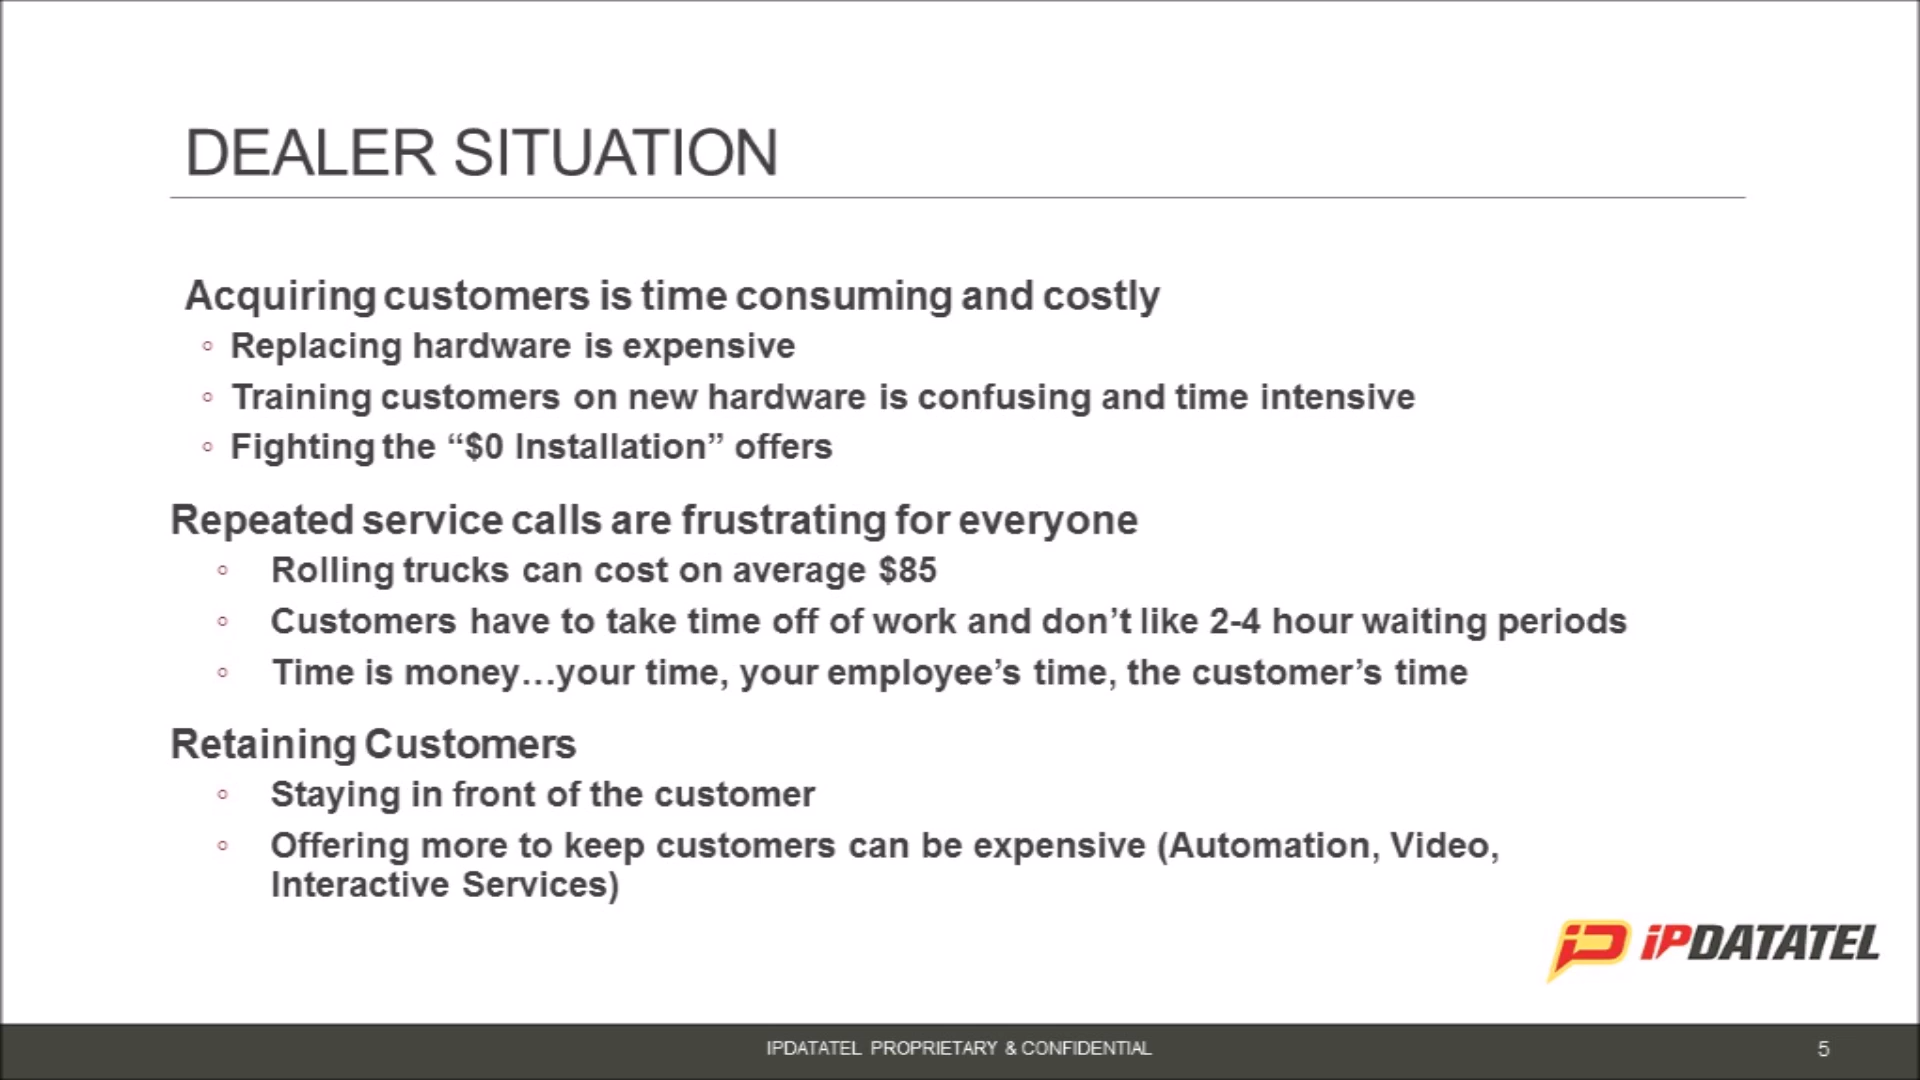 DEALER SITUATION
Acquiring customers is time consuming and costly
◦ Replacing hardware is expensive
◦ Training customers on new hardware is confusing and time intensive
◦ Fighting the “$0 Installation” offers
Repeated service calls are frustrating for everyone
◦ Rolling trucks can cost on average $85
◦ Customers have to take time off of work and don’t like 2-4 hour waiting periods
◦ Time is money…your time, your employee’s time, the customer’s time
Retaining Customers
◦ Staying in front of the customer
◦ Offering more to keep customers can be expensive (Automation, Video,
Interactive Services)
iPDATATEL
IPDATATEL PROPRIETARY & CONFIDENTIAL
5